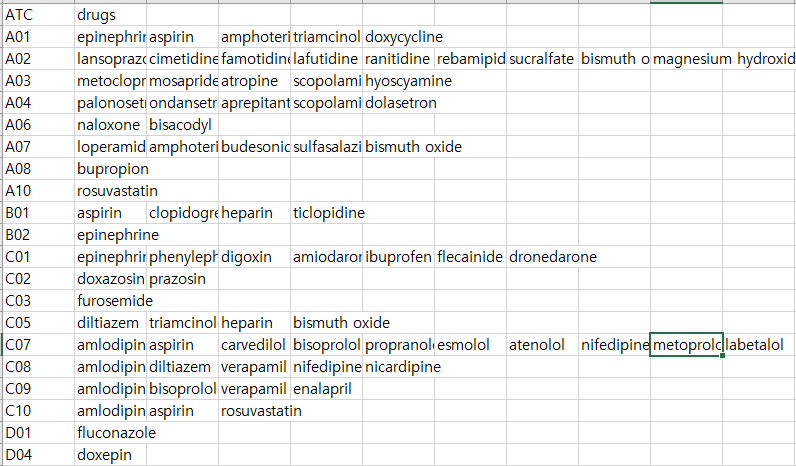 ATC drugs
A01 epinephrin aspirin amphoteri triamcinol doxycycline
A02 lansoprazo cimetidine famotidine lafutidine ranitidine rebamipid sucralfate bismuth o magnesium hydroxid
A03 metoclopr mosapride atropine scopolami hyoscyamine
A04 palonoset ondansetr aprepitant scopolami dolasetron
A06 naloxone bisacodyl
A07 loperamid amphoteri budesonic sulfasalazi bismuth oxide
A08 bupropion
A10 rosuvastatin
B01 aspirin clopidogre heparin ticlopidine
B02 epinephrine
C01 epinephrin phenyleph digoxin amiodaron ibuprofen flecainide dronedarone
C02 doxazosin prazosin
C03 furosemide
C05 diltiazem triamcinol heparin bismuth oxide
C07 amlodipin aspirin carvedilol bisoprolol propranolo esmolol atenolol nifedipine metoprolo labetalol
C08 amlodipin diltiazem verapamil nifedipine nicardipine
C09 amlodipin bisoprolol verapamil enalapril
C10 amlodipin aspirin rosuvastatin
D01 fluconazole
D04 doxepin